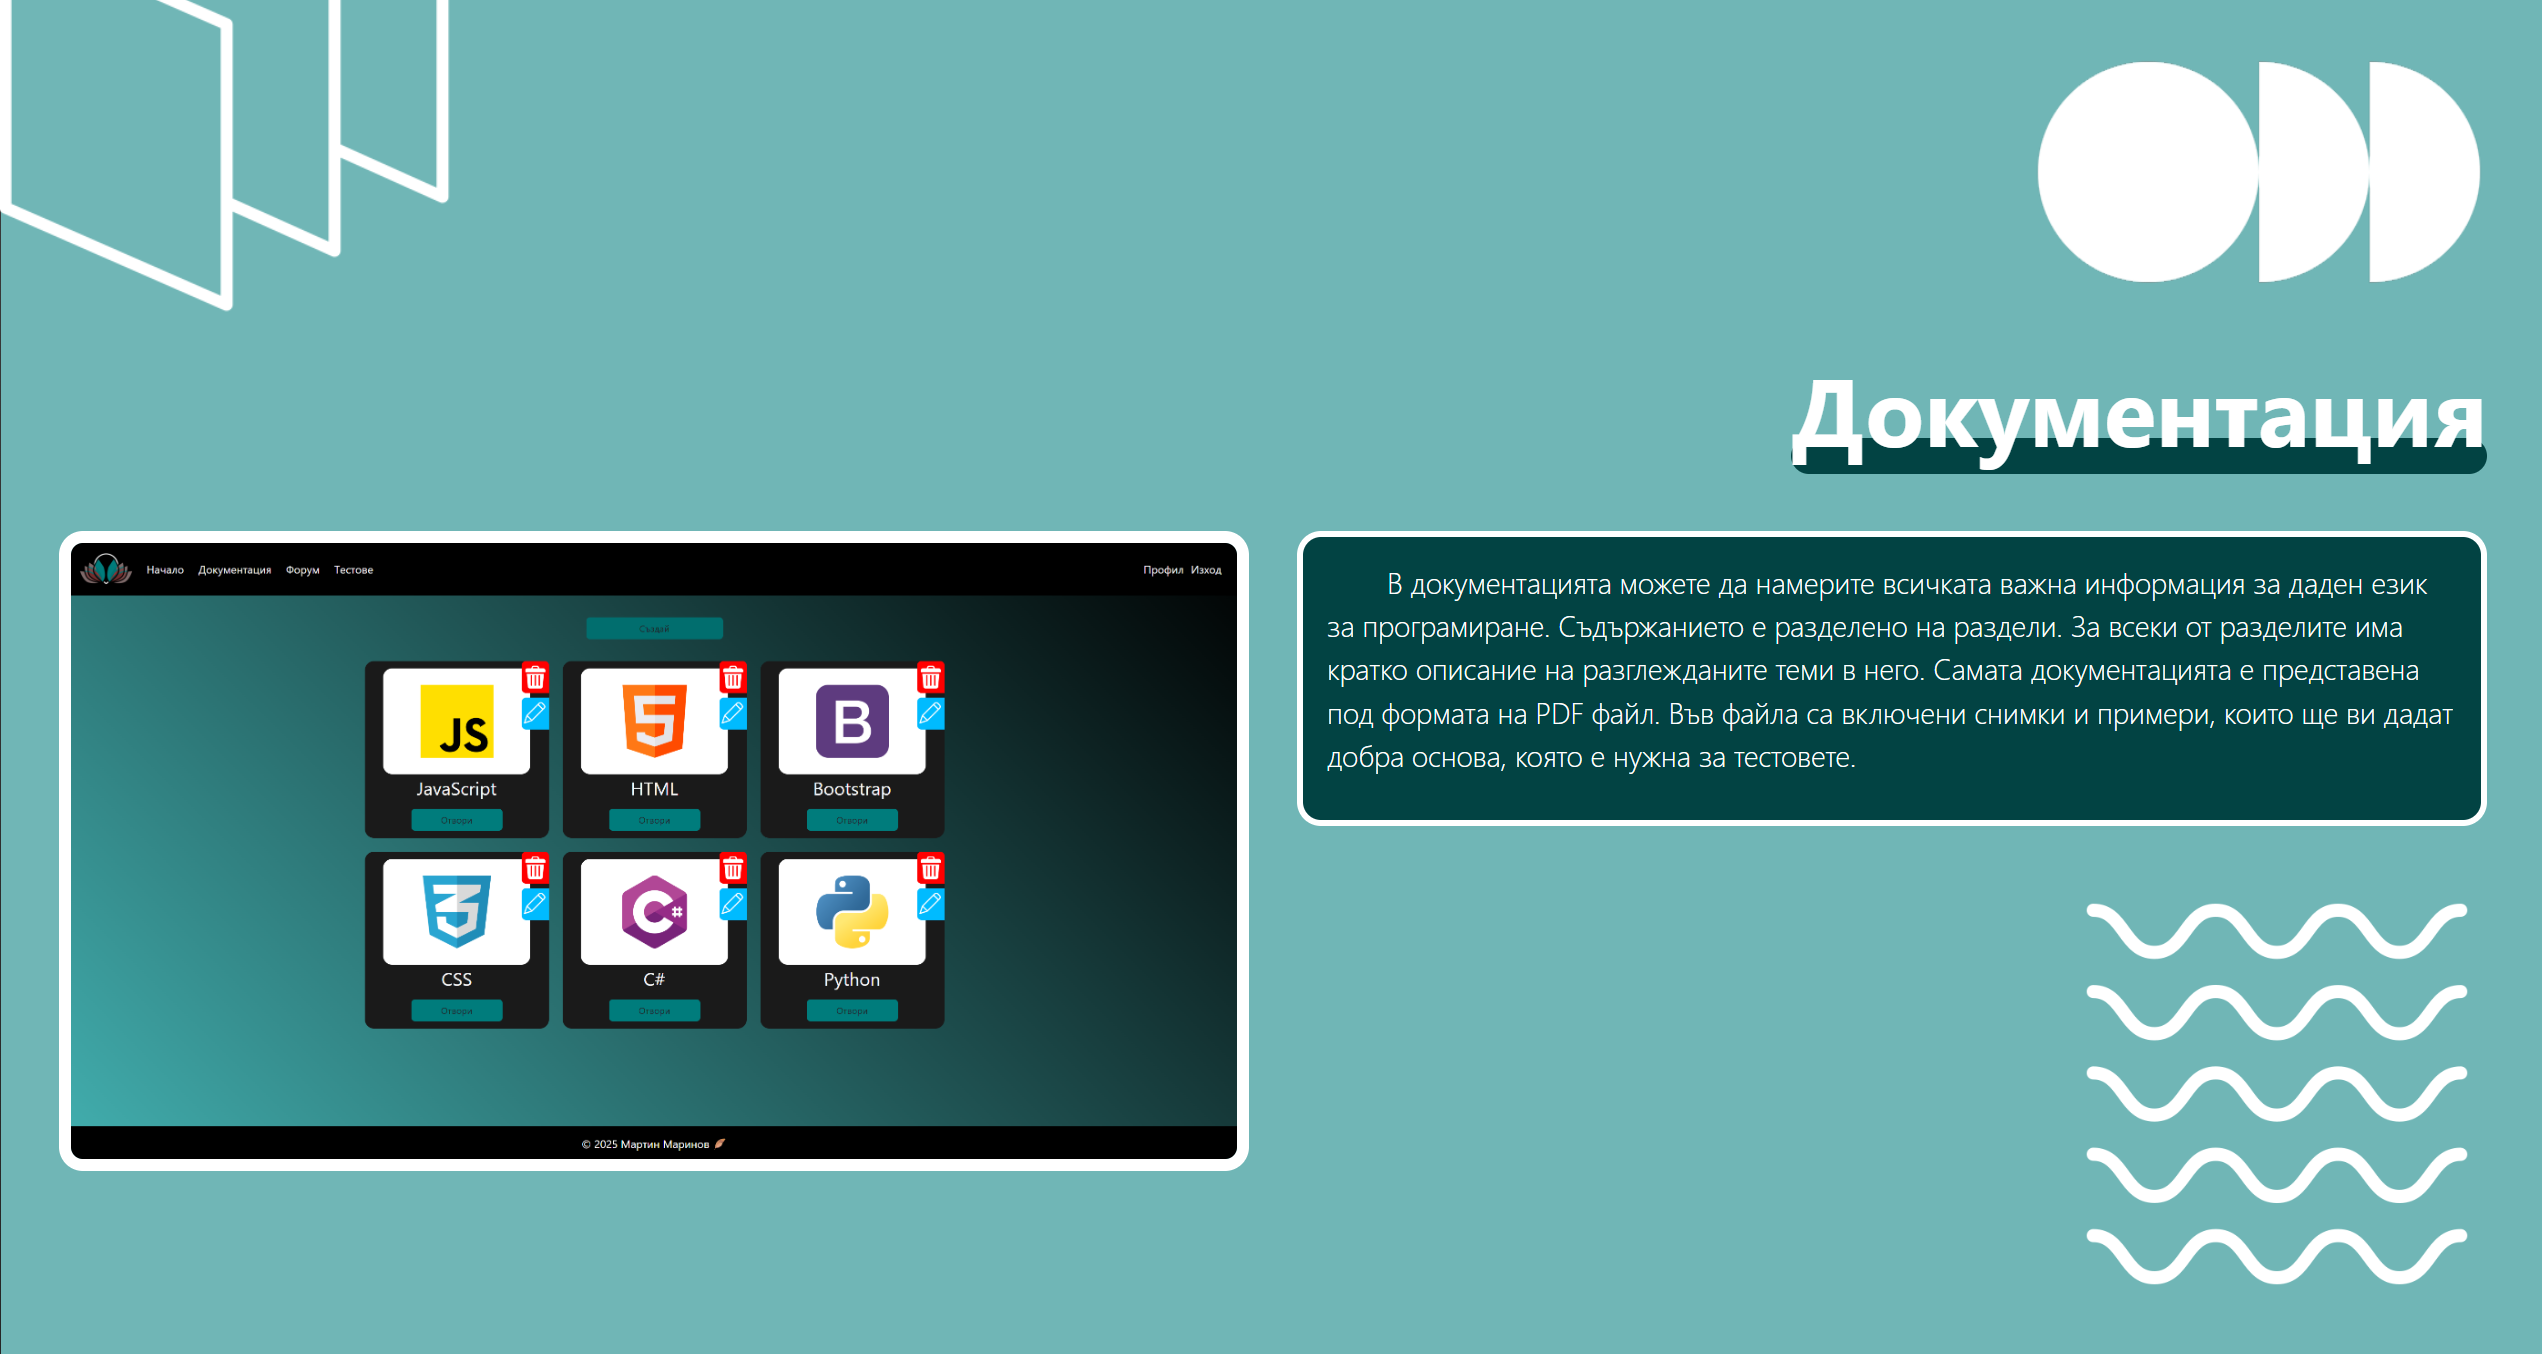 Документация
Начало Документация Форум Тестове Профил Изход
Създай
JS
5
B
JavaScript
HTML
Bootstrap
Отвори
Отвори
Отвори
3
C#
CSS
C#
Python
Отвори
Отвори
Отвори
© 2025 Мартин Маринов
В документацията можете да намерите всичката важна информация за даден език
за програмиране. Съдържанието е разделено на раздели. За всеки от разделите има
кратко описание на разглежданите теми в него. Самата документацията е представена
под формата на PDF файл. Във файла са включени снимки и примери, които ще ви дадат
добра основа, която е нужна за тестовете.